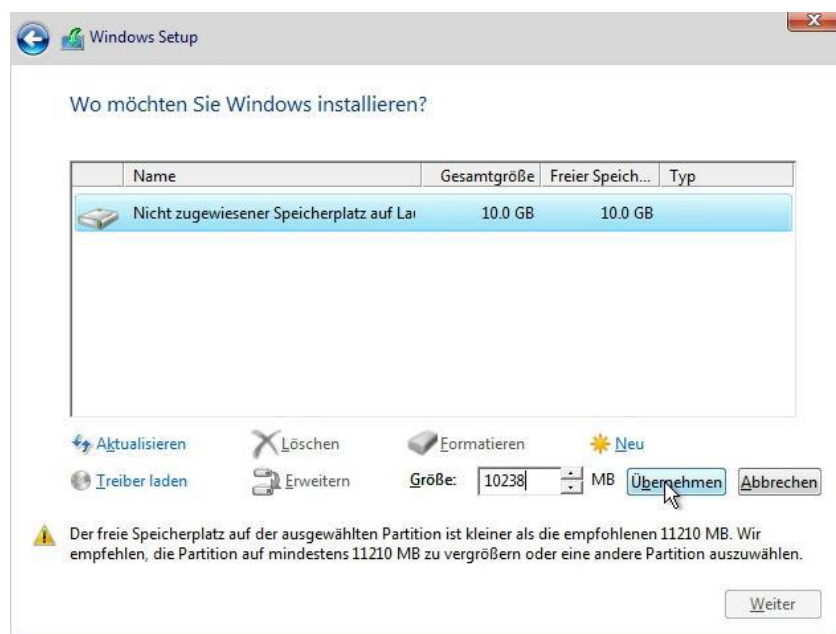 Windows Setup
Wo möchten Sie Windows installieren?
Name Gesamtgröße Freier Speich... Typ
Nicht zugewiesener Speicherplatz auf Lau 10.0 GB 10.0 GB
Aktualisieren Löschen Formatieren Neu
Treiber laden Erweitern Größe: 10238 MB Übernehmen Abbrechen
Der freie Speicherplatz auf der ausgewählten Partition ist kleiner als die empfohlenen 11210 MB. Wir
empfehlen, die Partition auf mindestens 11210 MB zu vergrößern oder eine andere Partition auszuwählen.
Weiter